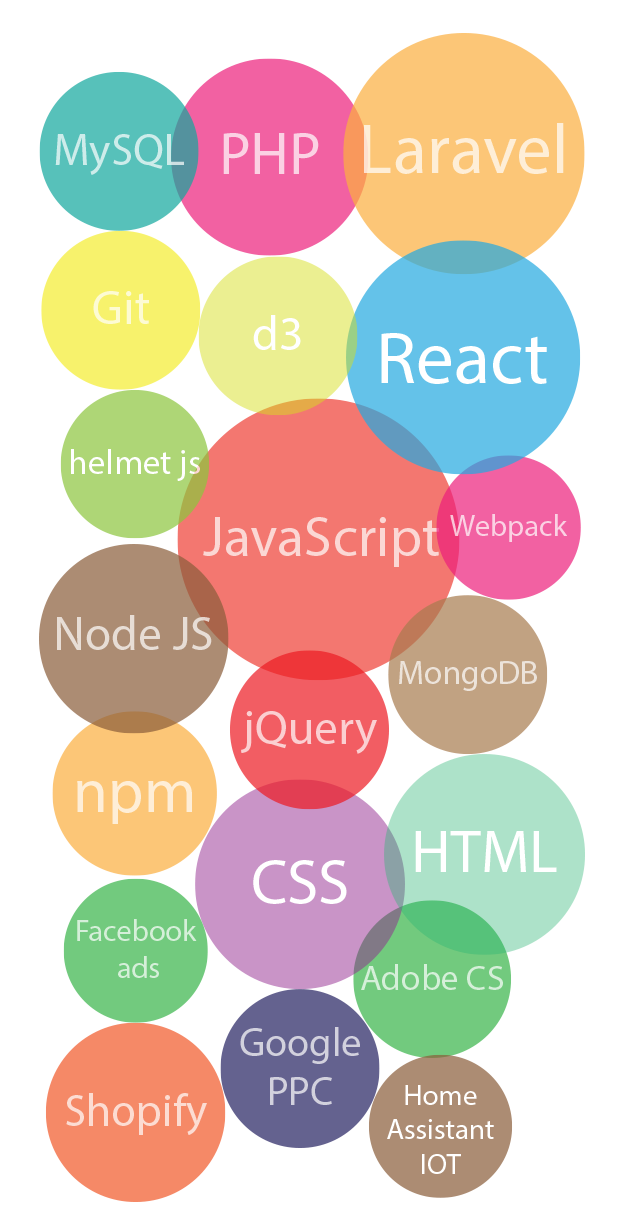 MySQL
PHP
Laravel
Git
d3
React
helmet js
JavaScript
Webpack
Node JS
MongoDB
jQuery
npm
CSS
HTML
Facebook
ads
Adobe CS
Google
PPC
Shopify
Home
Assistant
IOT